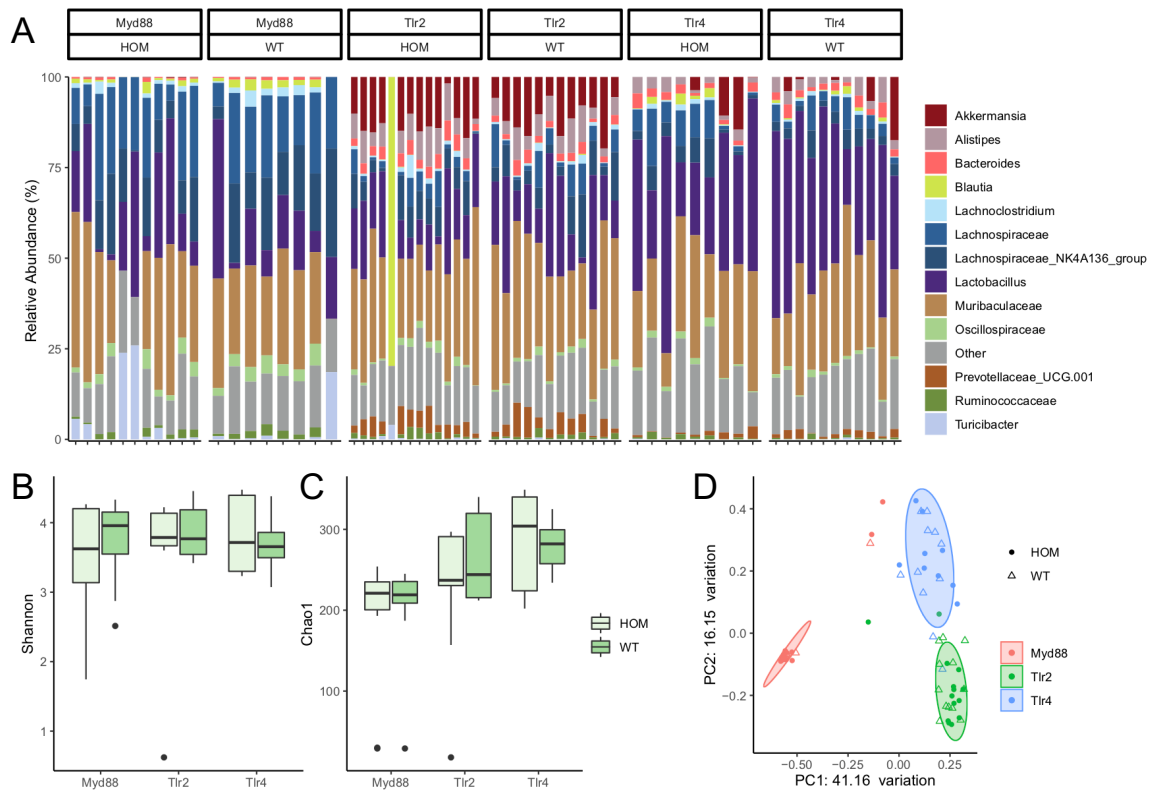 A
Myd88 Myd88 Tlr2 Tlr2 Tlr4 Tlr4
HOM WT HOM WT HOM WT
Relative Abundance (%)
100
75
50
25
0
Akkermansia
Alistipes
Bacteroides
Blautia
Lachnoclostridium
Lachnospiraceae
Lachnospiraceae_NK4A136_group
Lactobacillus
Muribaculaceae
Oscillospiraceae
Other
Prevotellaceae_UCG.001
Ruminococcaceae
Turicibacter
B
Shannon
4
3
2
1
Myd88 Tlr2 Tlr4
C
Chao1
300
200
100
Myd88 Tlr2 Tlr4
HOM
WT
D
PC2: 16.15 variation
0.4
0.2
0.0
−0.2
−0.50 −0.25 0.00 0.25
PC1: 41.16 variation
HOM
WT
Myd88
Tlr2
Tlr4